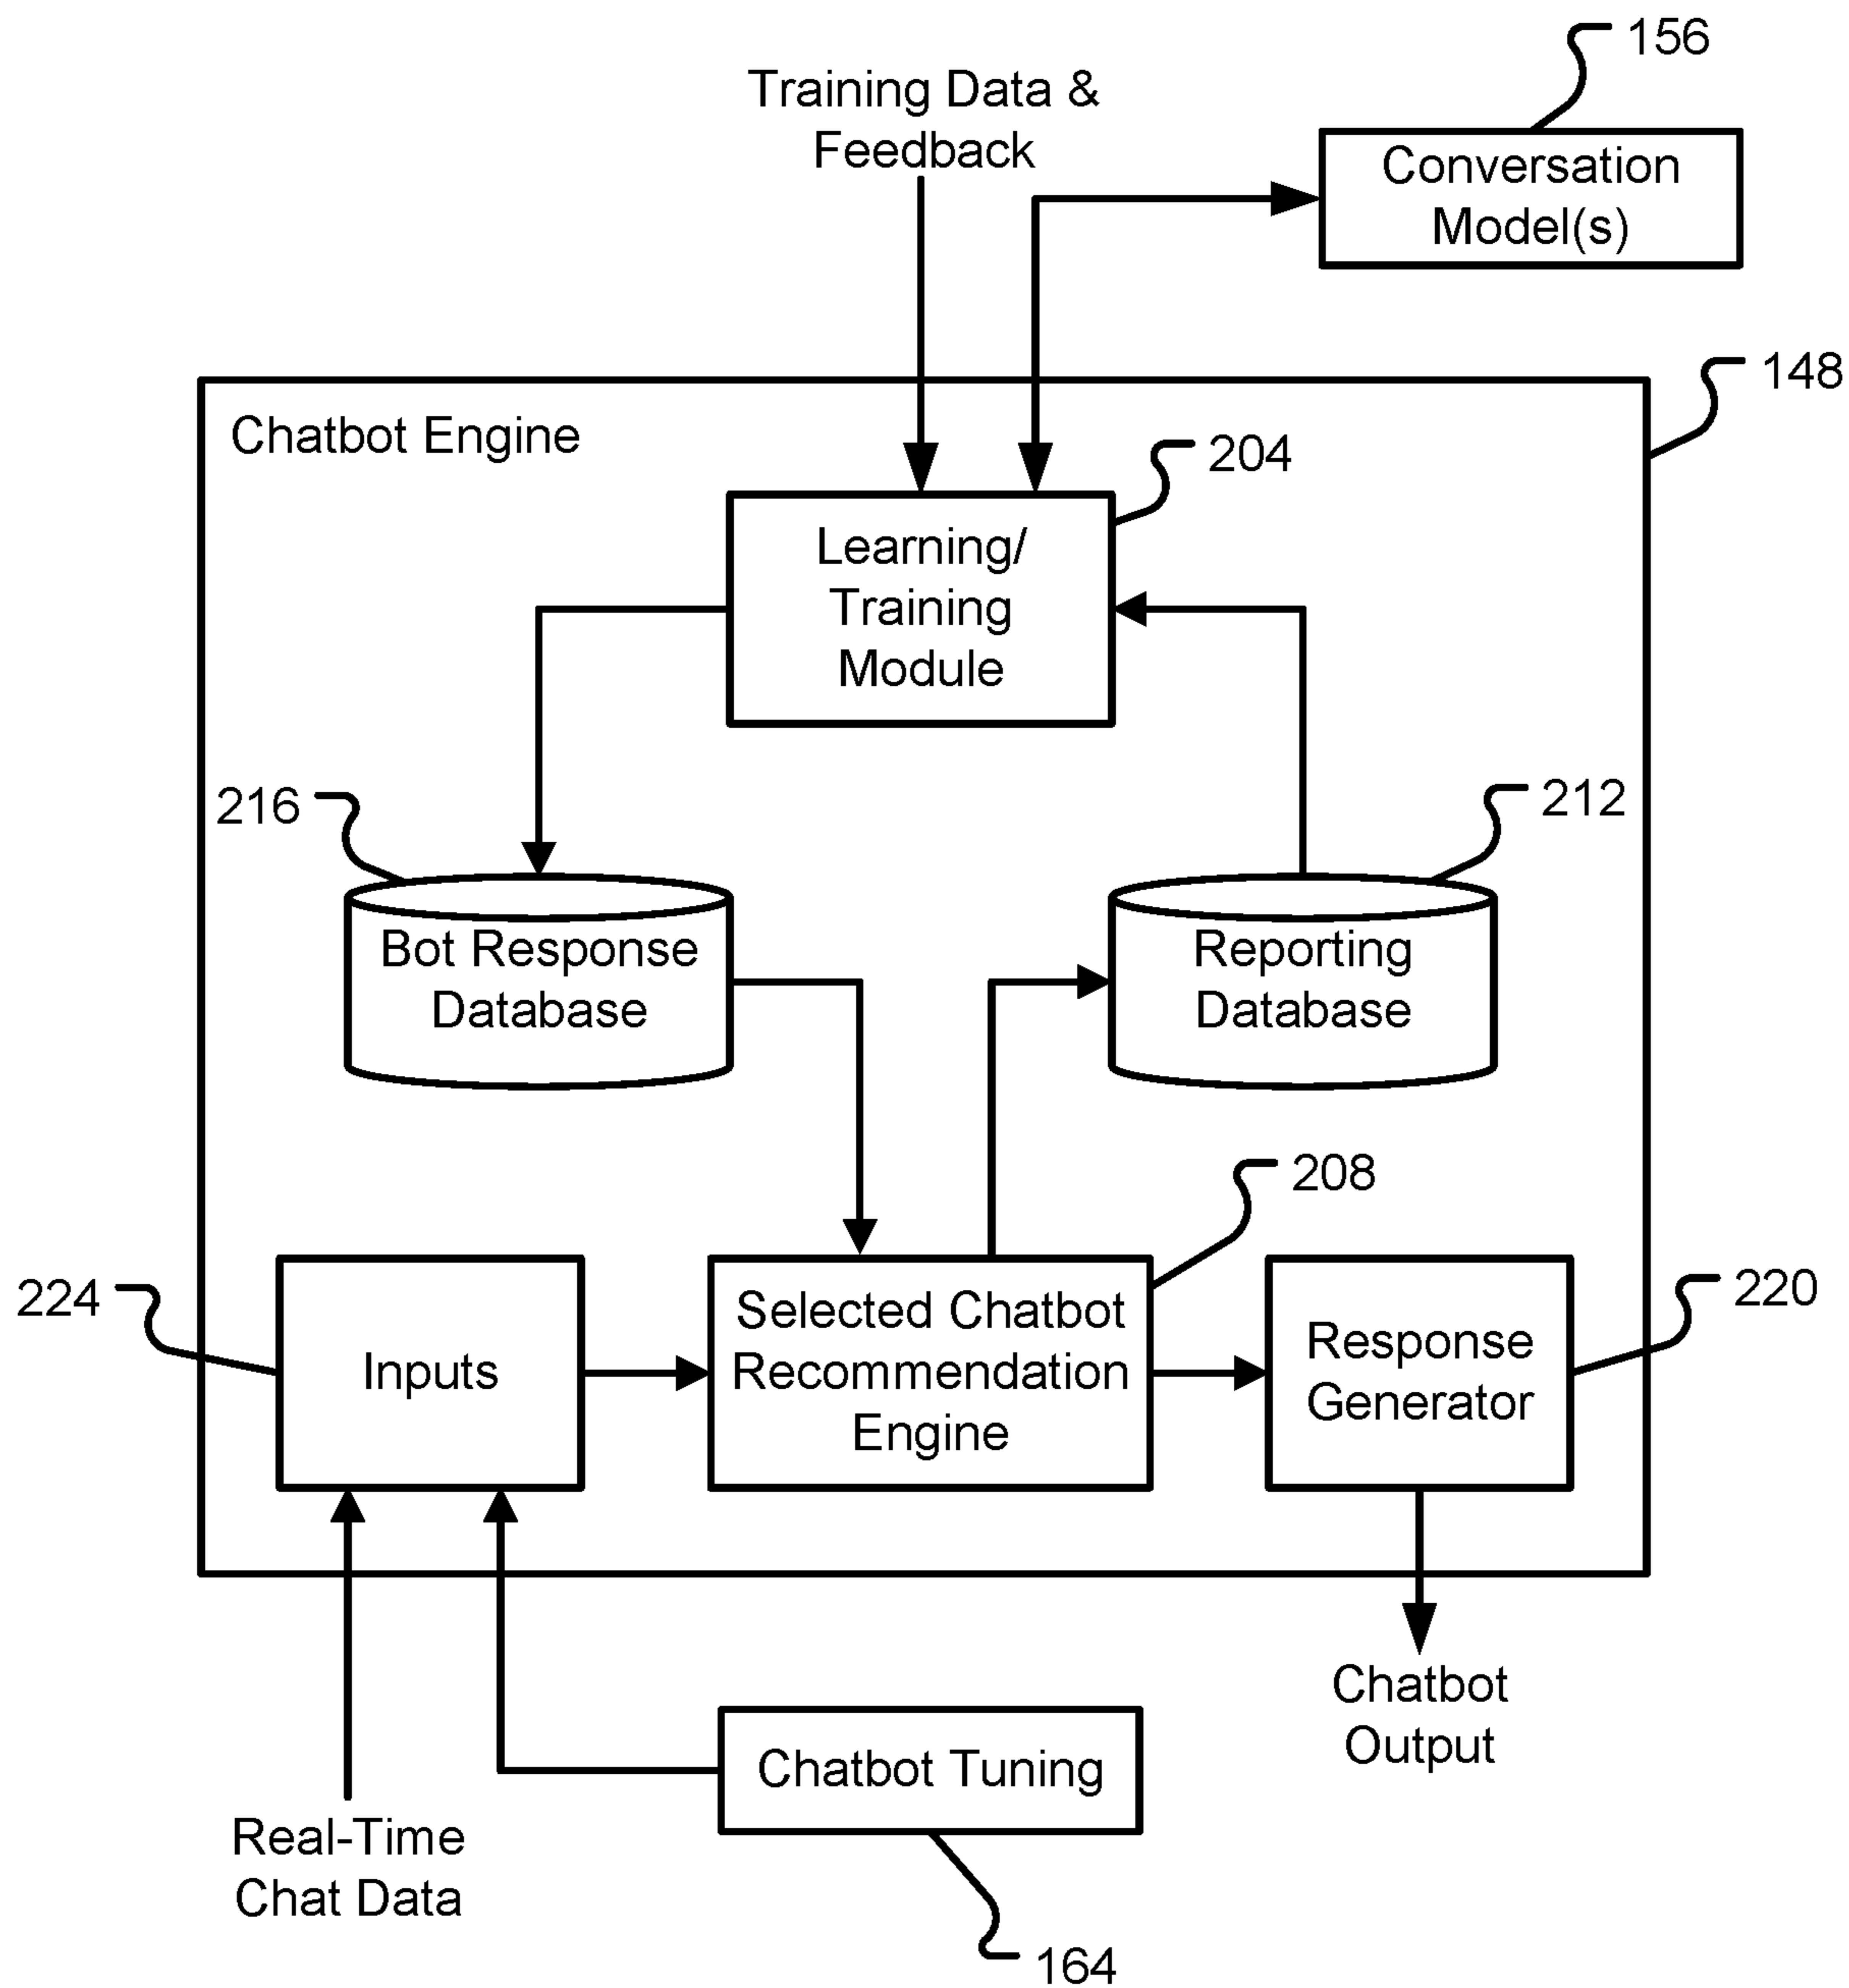 156
Training Data &
Feedback
Conversation
Model(s)
148
Chatbot Engine
204
Learning/
Training
Module
216
212
Bot Response
Database
Reporting
Database
208
224
Inputs
Selected Chatbot
Recommendation
Engine
Response
Generator
220
Chatbot
Output
Chatbot Tuning
Real-Time
Chat Data
164